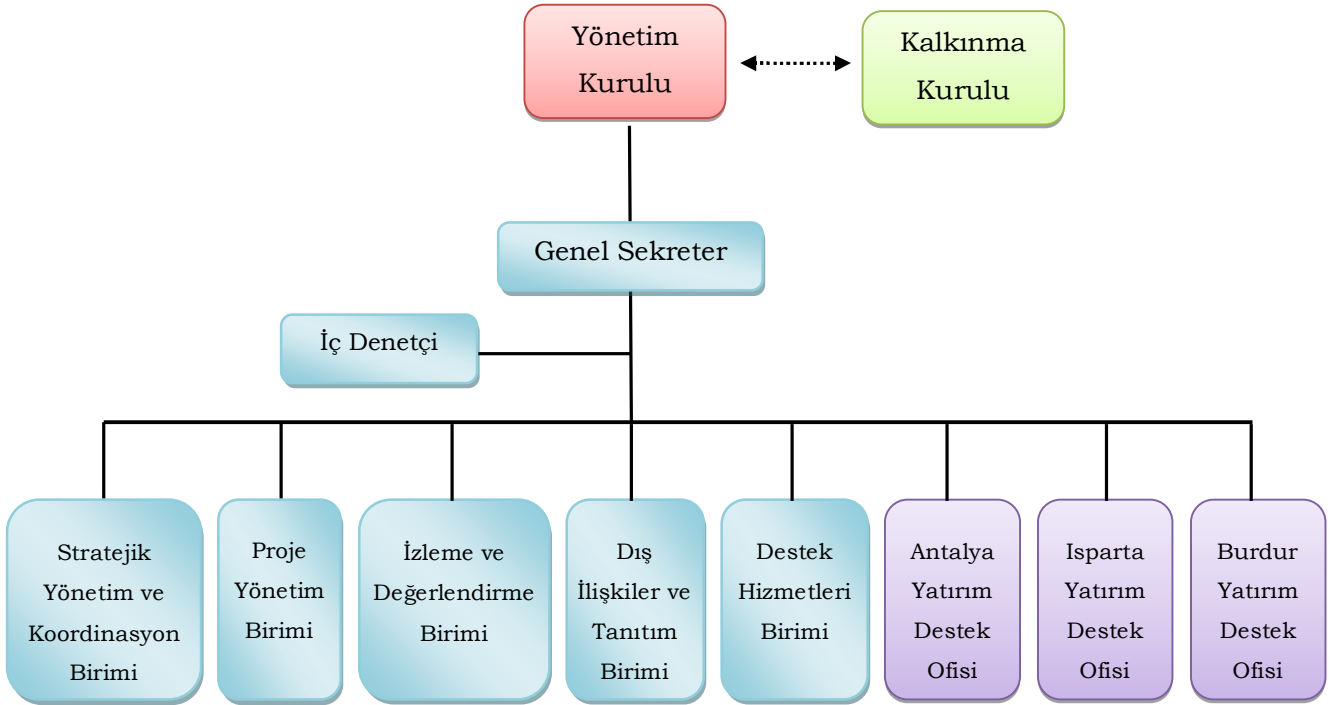 Yönetim
Kurulu
Kalkınma
Kurulu
Genel Sekreter
İç Denetçi
Stratejik
Yönetim ve
Koordinasyon
Birimi
Proje
Yönetim
Birimi
İzleme ve
Değerlendirme
Birimi
Dış
İlişkiler ve
Tanıtım
Birimi
Destek
Hizmetleri
Birimi
Antalya
Yatırım
Destek
Ofisi
Isparta
Yatırım
Destek
Ofisi
Burdur
Yatırım
Destek
Ofisi